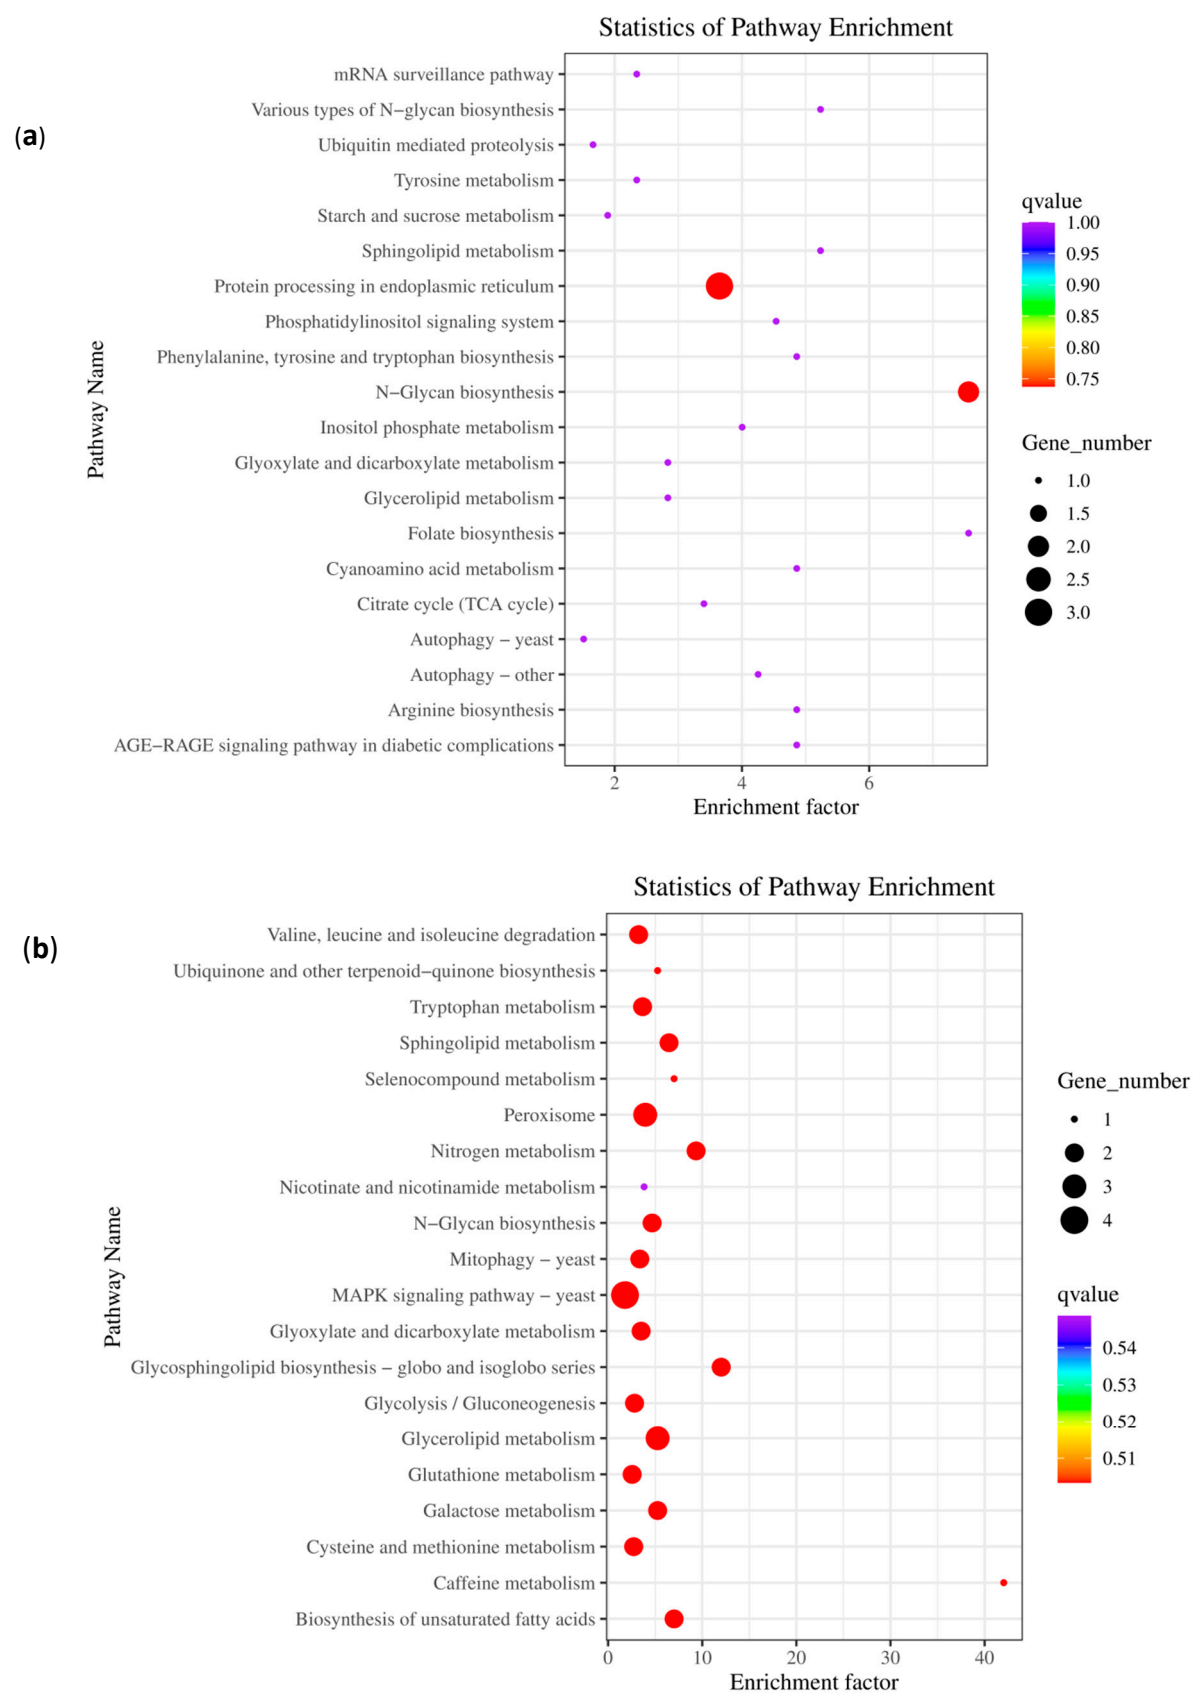 Statistics of Pathway Enrichment
(a)
Pathway Name
mRNA surveillance pathway
Various types of N−glycan biosynthesis
Ubiquitin mediated proteolysis
Tyrosine metabolism
Starch and sucrose metabolism
Sphingolipid metabolism
Protein processing in endoplasmic reticulum
Phosphatidylinositol signaling system
Phenylalanine, tyrosine and tryptophan biosynthesis
N−Glycan biosynthesis
Inositol phosphate metabolism
Glyoxylate and dicarboxylate metabolism
Glycerolipid metabolism
Folate biosynthesis
Cyanoamino acid metabolism
Citrate cycle (TCA cycle)
Autophagy − yeast
Autophagy − other
Arginine biosynthesis
AGE−RAGE signaling pathway in diabetic complications
2 4 6
Enrichment factor
qvalue
1.00
0.95
0.90
0.85
0.80
0.75
Gene_number
1.0
1.5
2.0
2.5
3.0
Statistics of Pathway Enrichment
(b)
Pathway Name
Valine, leucine and isoleucine degradation
Ubiquinone and other terpenoid−quinone biosynthesis
Tryptophan metabolism
Sphingolipid metabolism
Selenocompound metabolism
Peroxisome
Nitrogen metabolism
Nicotinate and nicotinamide metabolism
N−Glycan biosynthesis
Mitophagy − yeast
MAPK signaling pathway − yeast
Glyoxylate and dicarboxylate metabolism
Glycosphingolipid biosynthesis − globo and isoglobo series
Glycolysis / Gluconeogenesis
Glycerolipid metabolism
Glutathione metabolism
Galactose metabolism
Cysteine and methionine metabolism
Caffeine metabolism
Biosynthesis of unsaturated fatty acids
0 10 20 30 40
Enrichment factor
Gene_number
1
2
3
4
qvalue
0.54
0.53
0.52
0.51